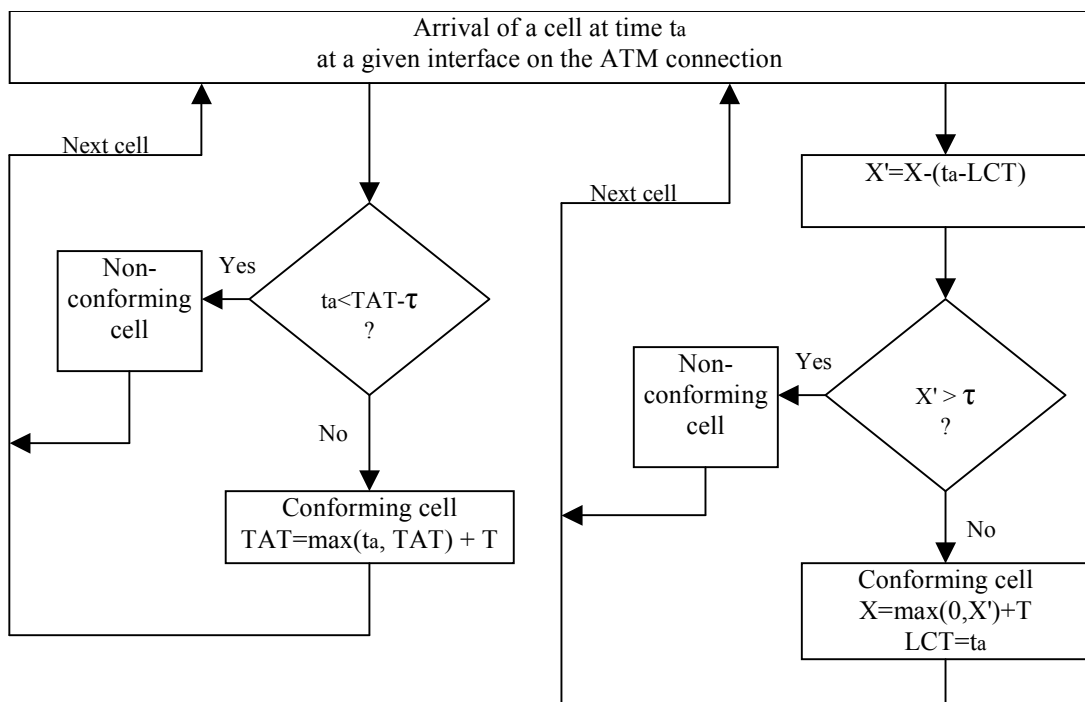 Arrival of a cell at time ta
at a given interface on the ATM connection
Next cell
Non-
conforming
cell
Yes
ta<TAT-τ
?
No
Conforming cell
TAT=max(ta, TAT) + T
Next cell
X'=X-(ta-LCT)
Non-
conforming
cell
Yes
X' > τ
?
No
Conforming cell
X=max(0,X')+T
LCT=ta